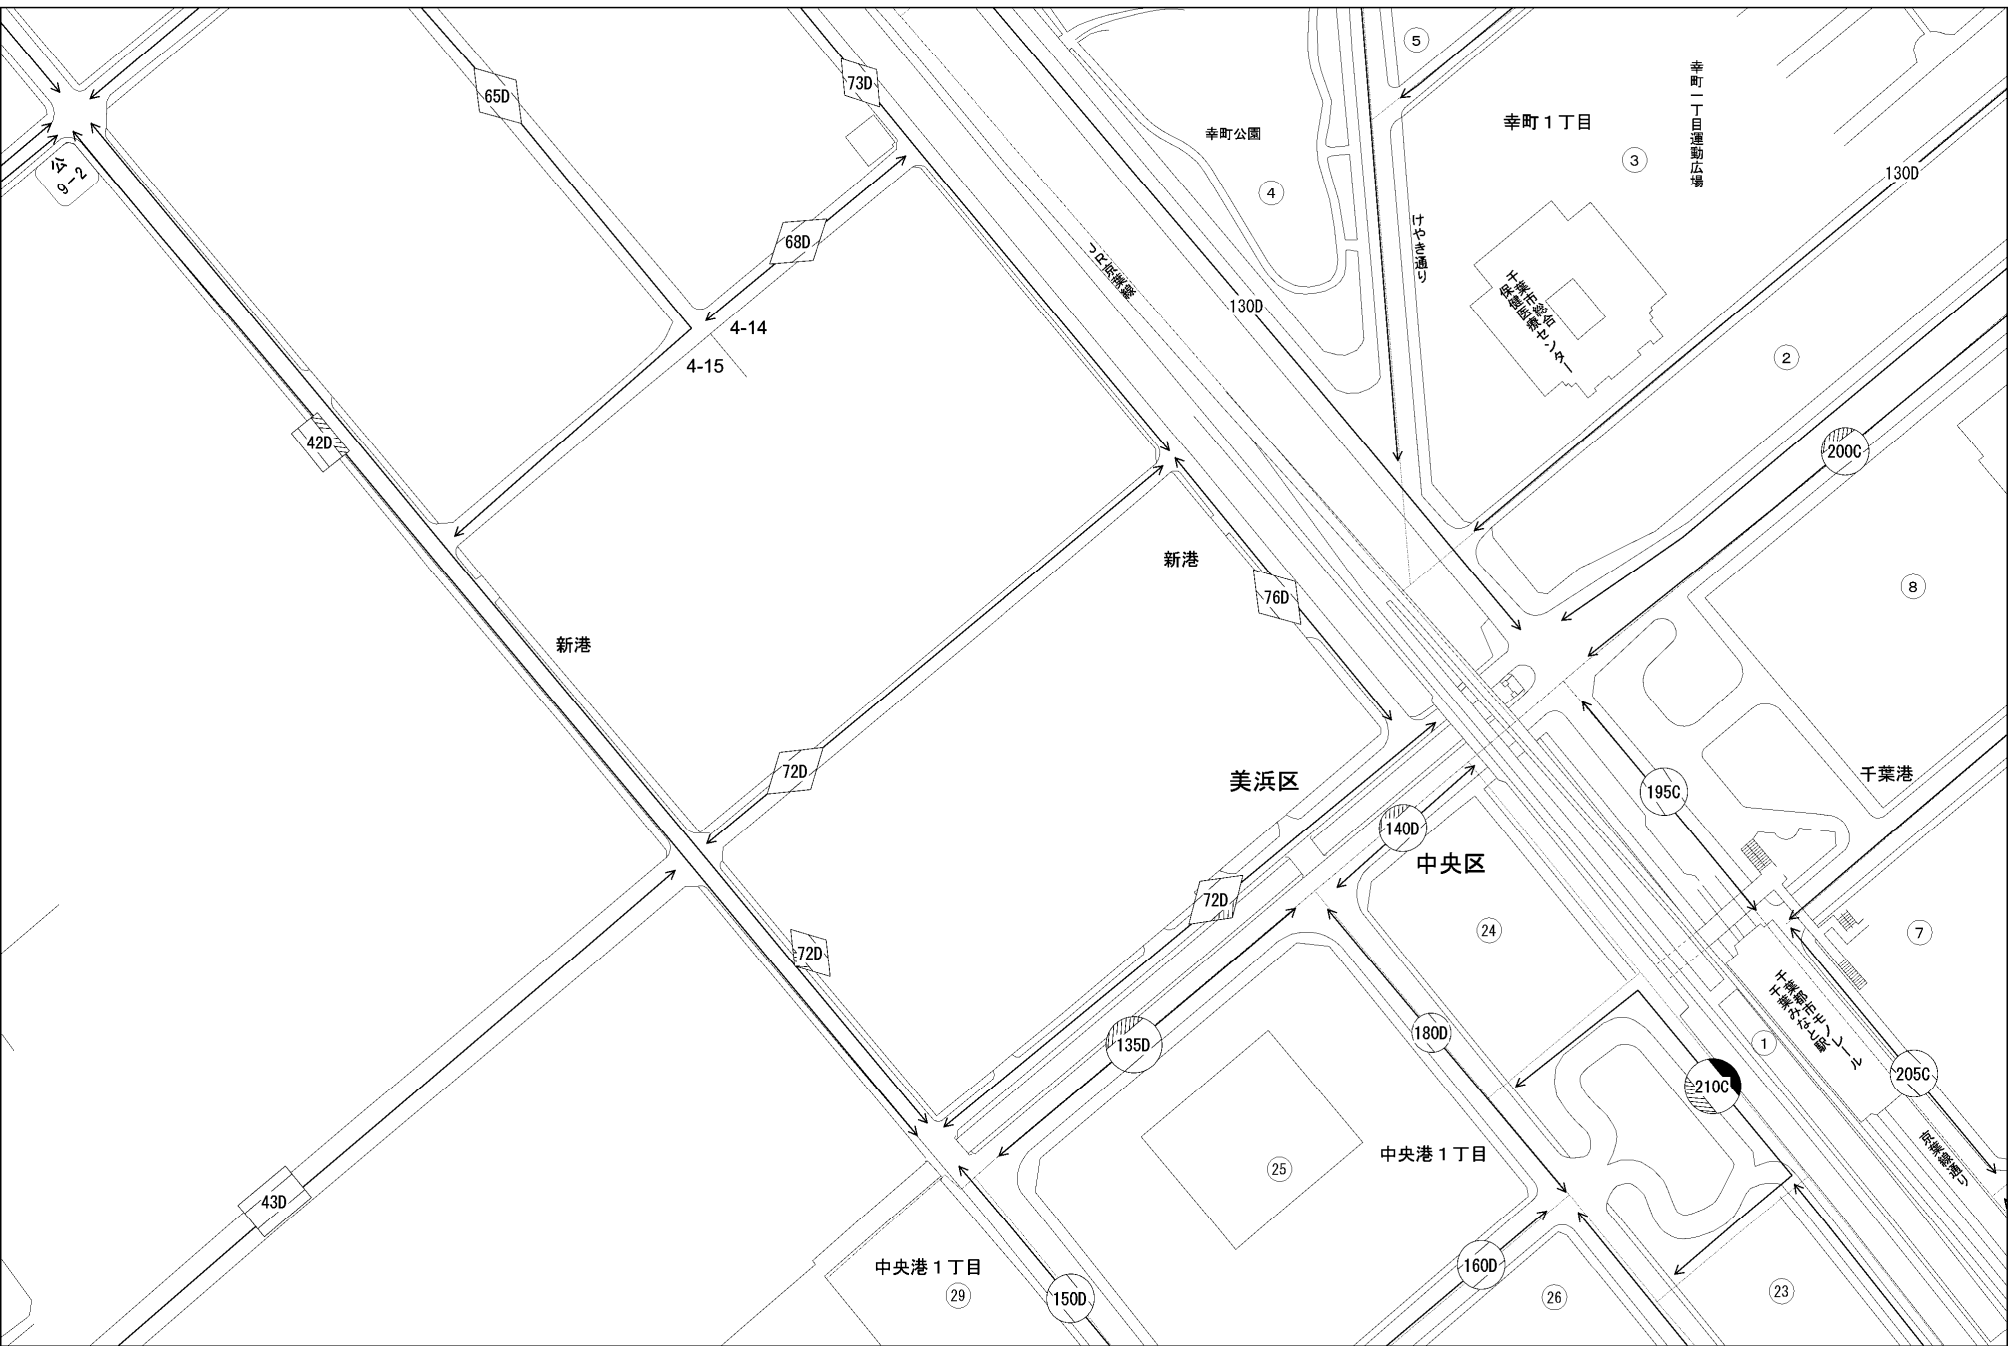 5
65D
73D
幸町一丁目運動広場
幸町１丁目
幸町公園
3
公
9-2
130D
4
けやき通り
68D
ＪＲ京葉線
千葉市総合
保健医療センター
130D
4-14
2
4-15
42D
200C
新港
8
76D
新港
72D
美浜区
千葉港
195C
140D
中央区
72D
24
7
72D
千葉都市モノレール
千葉みなと駅
180D
135D
1
205C
210C
中央港１丁目
京葉線通り
25
43D
中央港１丁目
160D
29
150D
26
23